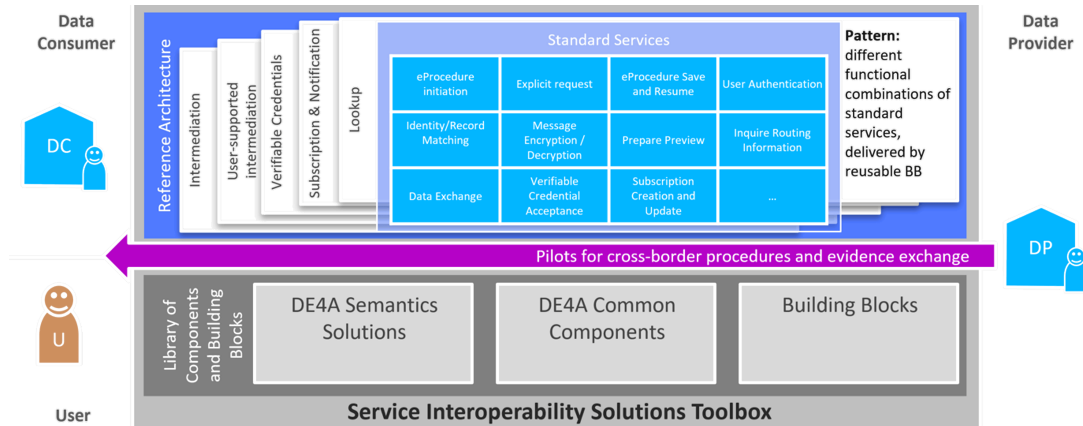 Data
Consumer
DC
User
U
Reference Architecture
Intermediation
User-supported
intermediation
Verifiable Credentials
Subscription & Notification
Lookup
Standard Services
eProcedure
initiation
Explicit request
eProcedure Save
and Resume
User Authentication
Identity/Record
Matching
Message
Encryption /
Decryption
Prepare Preview
Inquire Routing
Information
Data Exchange
Verifiable
Credential
Acceptance
Subscription
Creation and
Update
...
Pattern:
different
functional
combinations of
standard
services,
delivered by
reusable BB
Data
Provider
DP
Pilots for cross-border procedures and evidence exchange
Library of
Components
and Building
Blocks
DE4A Semantics
Solutions
DE4A Common
Components
Building Blocks
Service Interoperability Solutions Toolbox